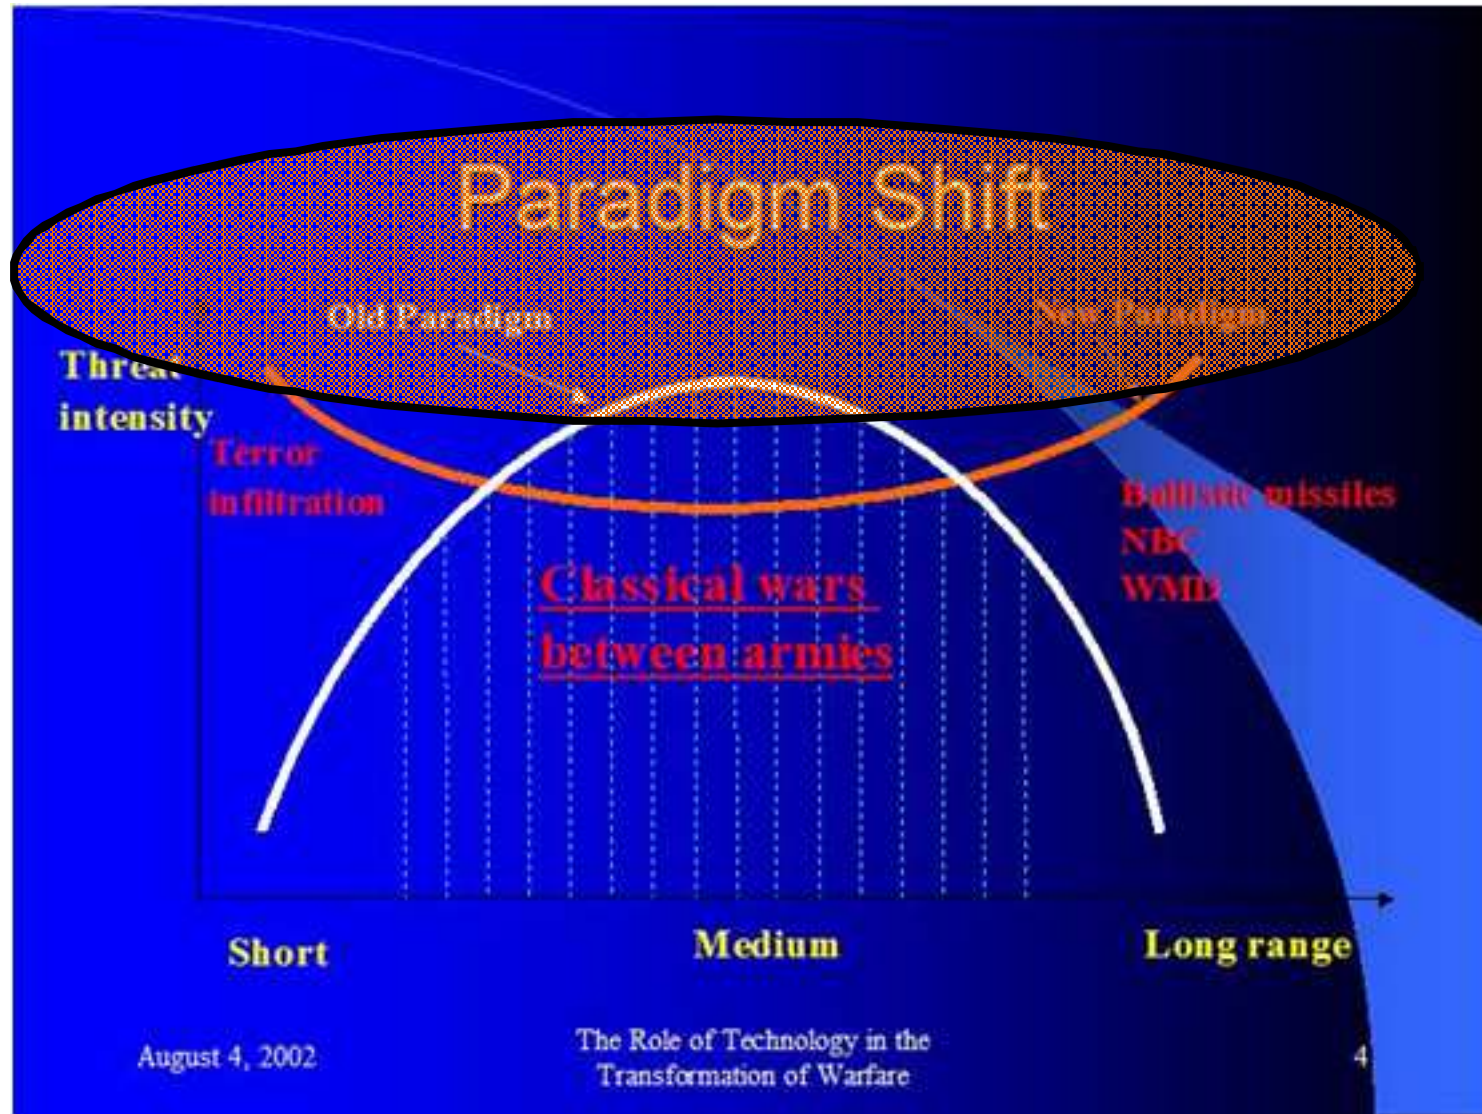 Paradigm Shift
Old Paradigm
New Paradigm
Threat
intensity
Terror
infiltration
Ballistic missiles
NBC
WMD
Classical wars
between armies
Short
Medium
Long range
August 4, 2002
The Role of Technology in the
Transformation of Warfare
4